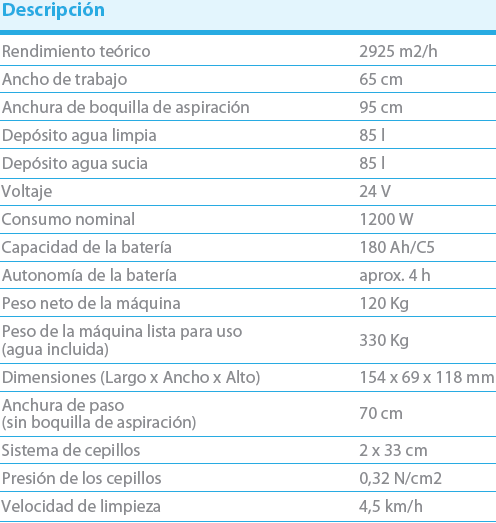 Descripción
Rendimiento teórico 2925 m2/h
Ancho de trabajo 65 cm
Anchura de boquilla de aspiración 95 cm
Depósito agua limpia 85 l
Depósito agua sucia 85 l
Voltaje 24 V
Consumo nominal 1200 W
Capacidad de la batería 180 Ah/C5
Autonomía de la batería aprox. 4 h
Peso neto de la máquina 120 Kg
Peso de la máquina lista para uso
(agua incluida) 330 Kg
Dimensiones (Largo x Ancho x Alto) 154 x 69 x 118 mm
Anchura de paso
(sin boquilla de aspiración) 70 cm
Sistema de cepillos 2 x 33 cm
Presión de los cepillos 0,32 N/cm2
Velocidad de limpieza 4,5 km/h